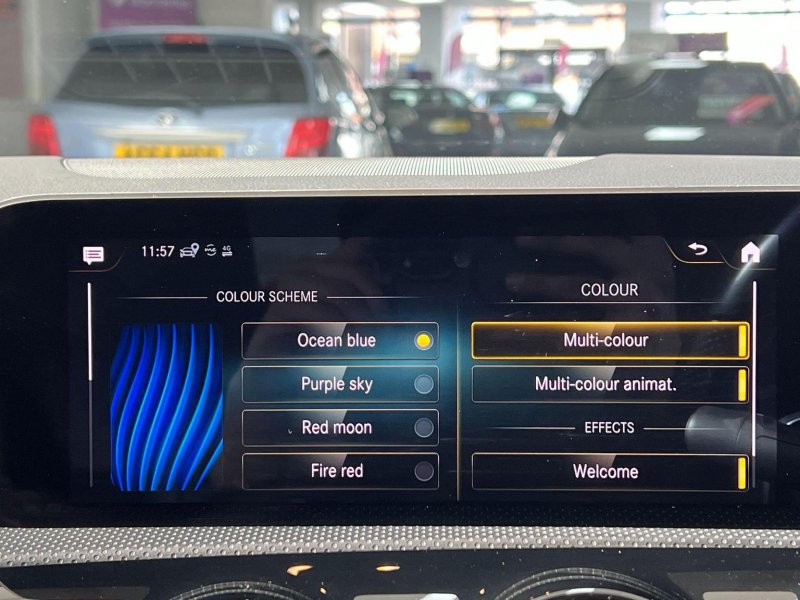 11:57
4G
COLOUR SCHEME
Ocean blue
Purple sky
Red moon
Fire red
COLOUR
Multi-colour
Multi-colour animat.
EFFECTS
Welcome